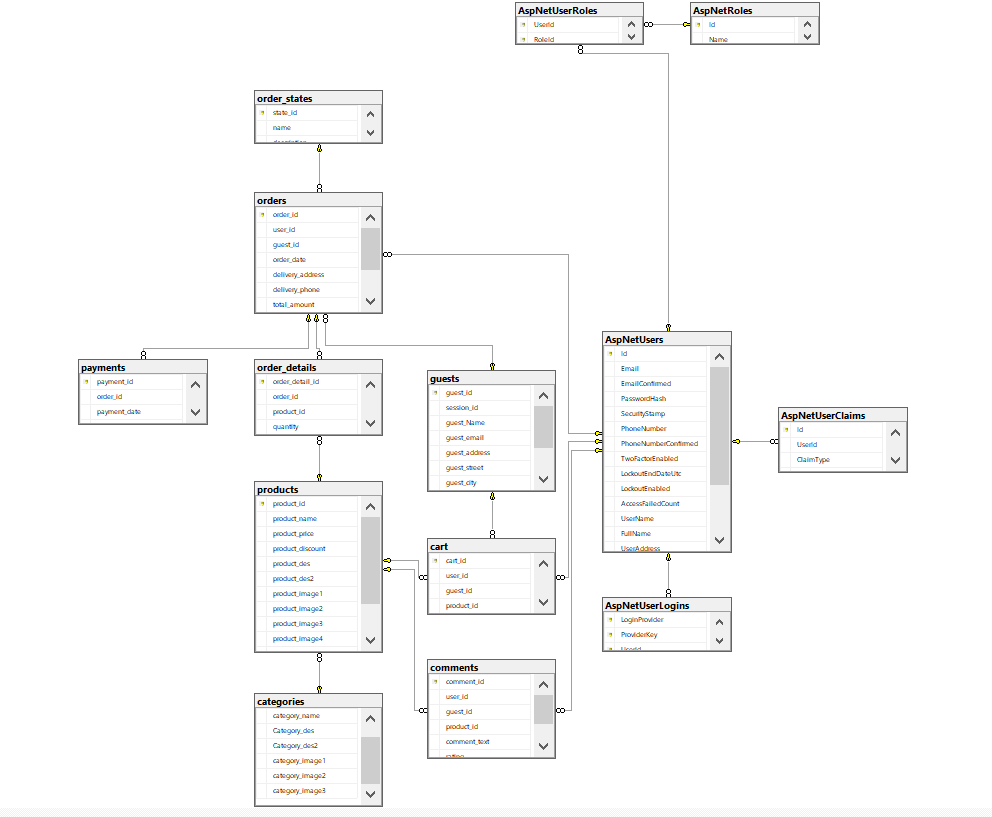 AspNetUserRoles
UserId
RoleId
AspNetRoles
Id
Name
order_states
state_id
name
description
orders
order_id
user_id
guest_id
order_date
delivery_address
delivery_phone
total_amount
payments
payment_id
order_id
payment_date
order_details
order_detail_id
order_id
product_id
quantity
guests
guest_id
session_id
guest_Name
guest_email
guest_address
guest_street
guest_city
AspNetUsers
Id
Email
EmailConfirmed
PasswordHash
SecurityStamp
PhoneNumber
PhoneNumberConfirmed
TwoFactorEnabled
LockoutEndDateUtc
LockoutEnabled
AccessFailedCount
UserName
FullName
UserAddress
AspNetUserClaims
Id
UserId
ClaimType
products
product_id
product_name
product_price
product_discount
product_des
product_des2
product_image1
product_image2
product_image3
product_image4
cart
cart_id
user_id
guest_id
product_id
AspNetUserLogins
LoginProvider
ProviderKey
UserId
comments
comment_id
user_id
guest_id
product_id
comment_text
rating
categories
category_name
Category_des
Category_des2
category_image1
category_image2
category_image3